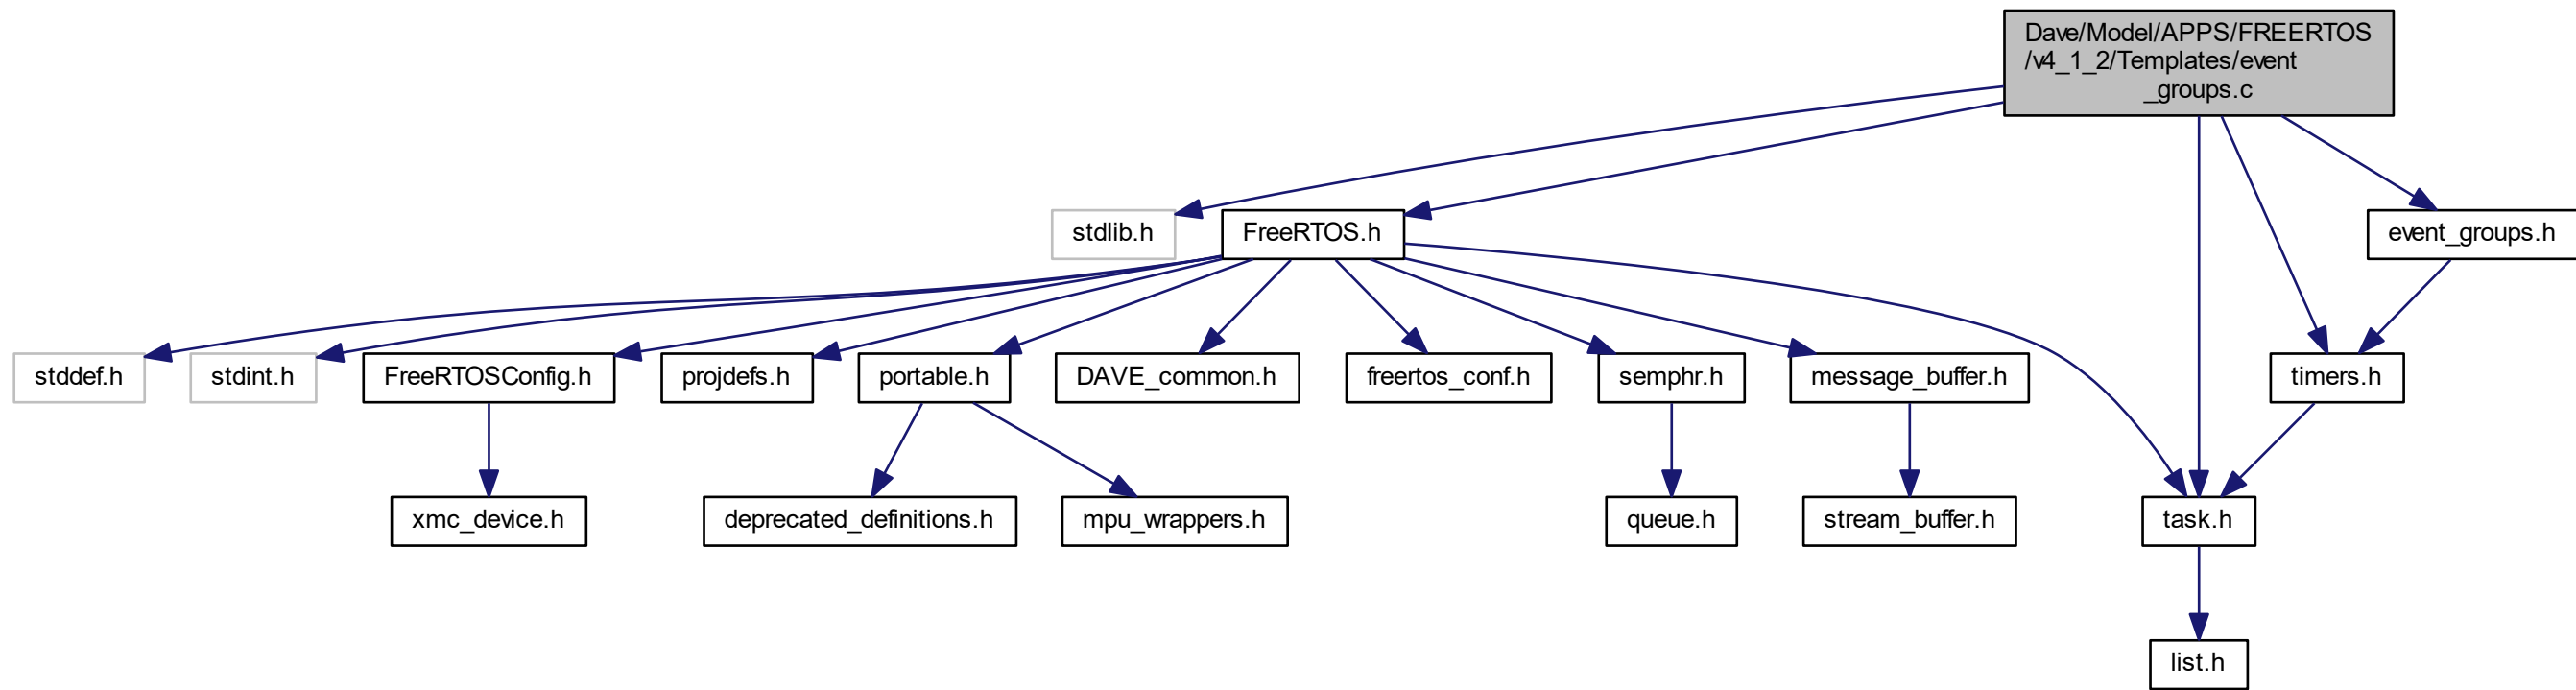 Dave/Model/APPS/FREERTOS
/v4_1_2/Templates/event
_groups.c
stdlib.h
FreeRTOS.h
event_groups.h
stddef.h
stdint.h
FreeRTOSConfig.h
projdefs.h
portable.h
DAVE_common.h
freertos_conf.h
semphr.h
message_buffer.h
timers.h
xmc_device.h
deprecated_definitions.h
mpu_wrappers.h
queue.h
stream_buffer.h
task.h
list.h